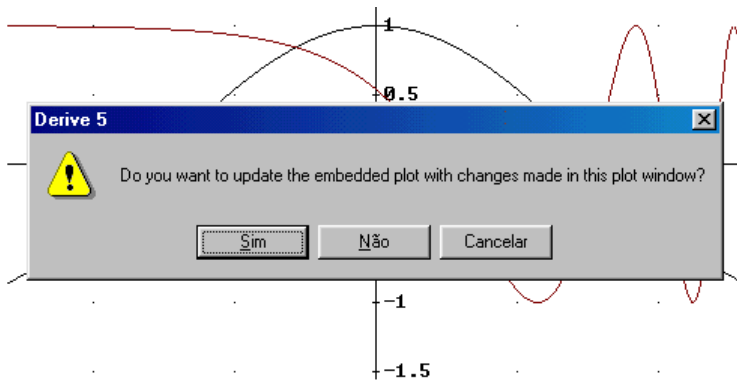 1
0.5
Derive 5
Do you want to update the embedded plot with changes made in this plot window?
Sim Não Cancelar
-1
-1.5